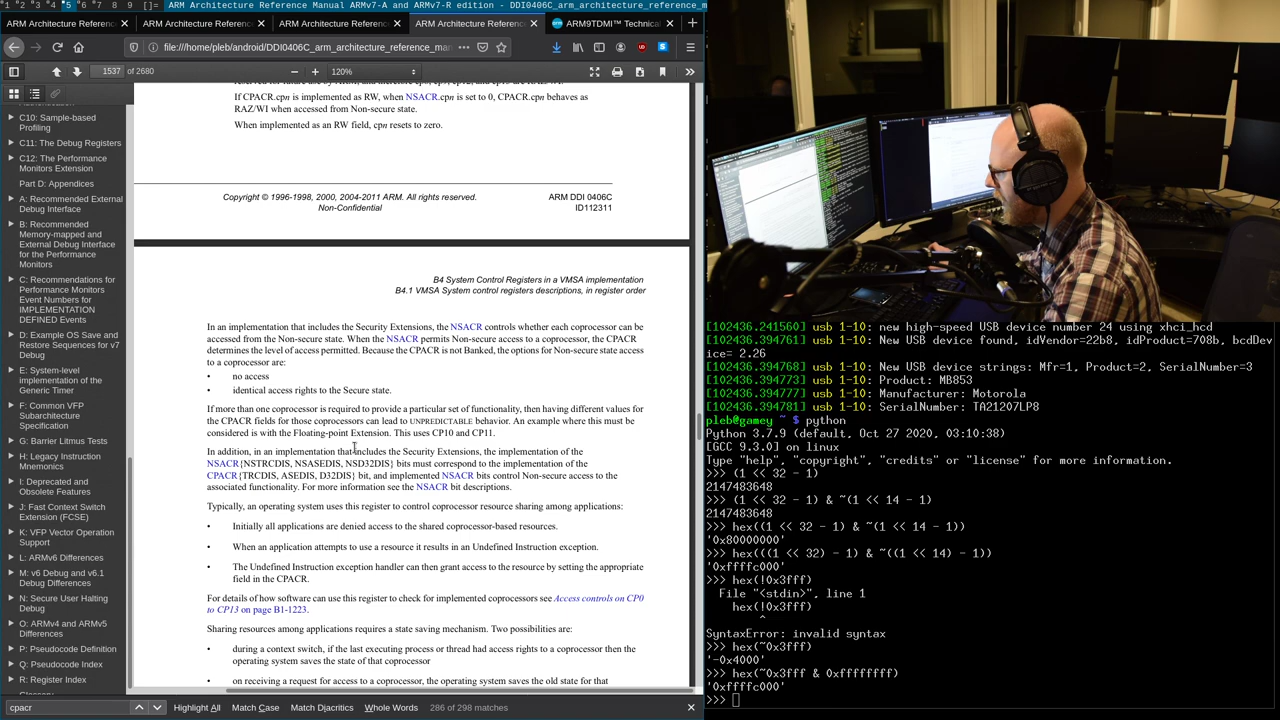 1 2 3 4 5 6 7 8 9 [] ARM Architecture Reference Manual ARMv7-A and ARMv7-R edition - DDI0406C_arm_architecture_reference_m
ARM Architecture Referenc
ARM Architecture Referenc
ARM Architecture Referenc
ARM Architecture Referenc
ARM9TDMI™ Technical
file:///home/pleb/android/DDI0406C_arm_architecture_reference_ma
1537 of 2680
120%
C10: Sample-based
Profiling
C11: The Debug Registers
C12: The Performance
Monitors Extension
Part D: Appendices
A: Recommended External
Debug Interface
B: Recommended
Memory-mapped and
External Debug Interface
for the Performance
Monitors
C: Recommendations for
Performance Monitors
Event Numbers for
IMPLEMENTATION
DEFINED Events
D: Example OS Save and
Restore Sequences for v7
Debug
E: System-level
implementation of the
Generic Timer
F: Common VFP
Subarchitecture
Specification
G: Barrier Litmus Tests
H: Legacy Instruction
Mnemonics
I: Deprecated and
Obsolete Features
J: Fast Context Switch
Extension (FCSE)
K: VFP Vector Operation
Support
L: ARMv6 Differences
M: v6 Debug and v6.1
Debug Differences
N: Secure User Halting
Debug
O: ARMv4 and ARMv5
Differences
P: Pseudocode Definition
Q: Pseudocode Index
R: Register Index
If CPACR.cpn is implemented as RW, when NSACR.cpn is set to 0, CPACR.cpn behaves as
RAZ/WI when accessed from Non-secure state.
When implemented as an RW field, cpn resets to zero.
Copyright © 1996-1998, 2000, 2004-2011 ARM. All rights reserved.
ARM DDI 0406C
Non-Confidential
ID112311
B4 System Control Registers in a VMSA implementation
B4.1 VMSA System control registers descriptions, in register order
In an implementation that includes the Security Extensions, the NSACR controls whether each coprocessor can be
accessed from the Non-secure state. When the NSACR permits Non-secure access to a coprocessor, the CPACR
determines the level of access permitted. Because the CPACR is not Banked, the options for Non-secure state access
to a coprocessor are:
• no access
• identical access rights to the Secure state.
If more than one coprocessor is required to provide a particular set of functionality, then having different values for
the CPACR fields for those coprocessors can lead to UNPREDICTABLE behavior. An example where this must be
considered is with the Floating-point Extension. This uses CP10 and CP11.
In addition, in an implementation that includes the Security Extensions, the implementation of the
NSACR{NSTRCDIS, NSASEDIS, NSD32DIS} bits must correspond to the implementation of the
CPACR{TRCDIS, ASEDIS, D32DIS} bit, and implemented NSACR bits control Non-secure access to the
associated functionality. For more information see the NSACR bit descriptions.
Typically, an operating system uses this register to control coprocessor resource sharing among applications:
• Initially all applications are denied access to the shared coprocessor-based resources.
• When an application attempts to use a resource it results in an Undefined Instruction exception.
• The Undefined Instruction exception handler can then grant access to the resource by setting the appropriate
field in the CPACR.
For details of how software can use this register to check for implemented coprocessors see Access controls on CP0
to CP13 on page B1-1223.
Sharing resources among applications requires a state saving mechanism. Two possibilities are:
• during a context switch, if the last executing process or thread had access rights to a coprocessor then the
operating system saves the state of that coprocessor
• on receiving a request for access to a coprocessor, the operating system saves the old state for that
cpacr
Highlight All Match Case Match Diacritics Whole Words 286 of 298 matches
[102436.241560] usb 1-10: new high-speed USB device number 24 using xhci_hcd
[102436.394761] usb 1-10: New USB device found, idVendor=22b8, idProduct=708b, bcdDev
ice= 2.26
[102436.394768] usb 1-10: New USB device strings: Mfr=1, Product=2, SerialNumber=3
[102436.394773] usb 1-10: Product: MB853
[102436.394777] usb 1-10: Manufacturer: Motorola
[102436.394781] usb 1-10: SerialNumber: TA21207LP8
pleb@gamey ~ $ python
Python 3.7.9 (default, Oct 27 2020, 03:10:38)
[GCC 9.3.0] on linux
Type "help", "copyright", "credits" or "license" for more information.
>>> (1 << 32 - 1)
2147483648
>>> (1 << 32 - 1) & ~(1 << 14 - 1)
2147483648
>>> hex((1 << 32 - 1) & ~(1 << 14 - 1))
'0x80000000'
>>> hex(((1 << 32) - 1) & ~((1 << 14) - 1))
'0xffffc000'
>>> hex(!0x3fff)
File "<stdin>", line 1
hex(!0x3fff)
^
SyntaxError: invalid syntax
>>> hex(~0x3fff)
'-0x4000'
>>> hex(~0x3fff & 0xffffffff)
'0xffffc000'
>>>